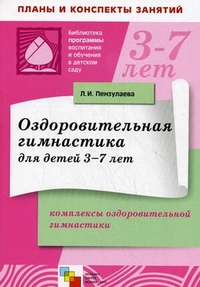 ПЛАНЫ И КОНСПЕКТЫ ЗАНЯТИЙ
Библиотека
программы
воспитания
и обучения
в детском
саду
3-7
лет
Л.И. Пензулаева
Оздоровительная
гимнастика
для детей 3–7 лет
комплексы оздоровительной
гимнастики